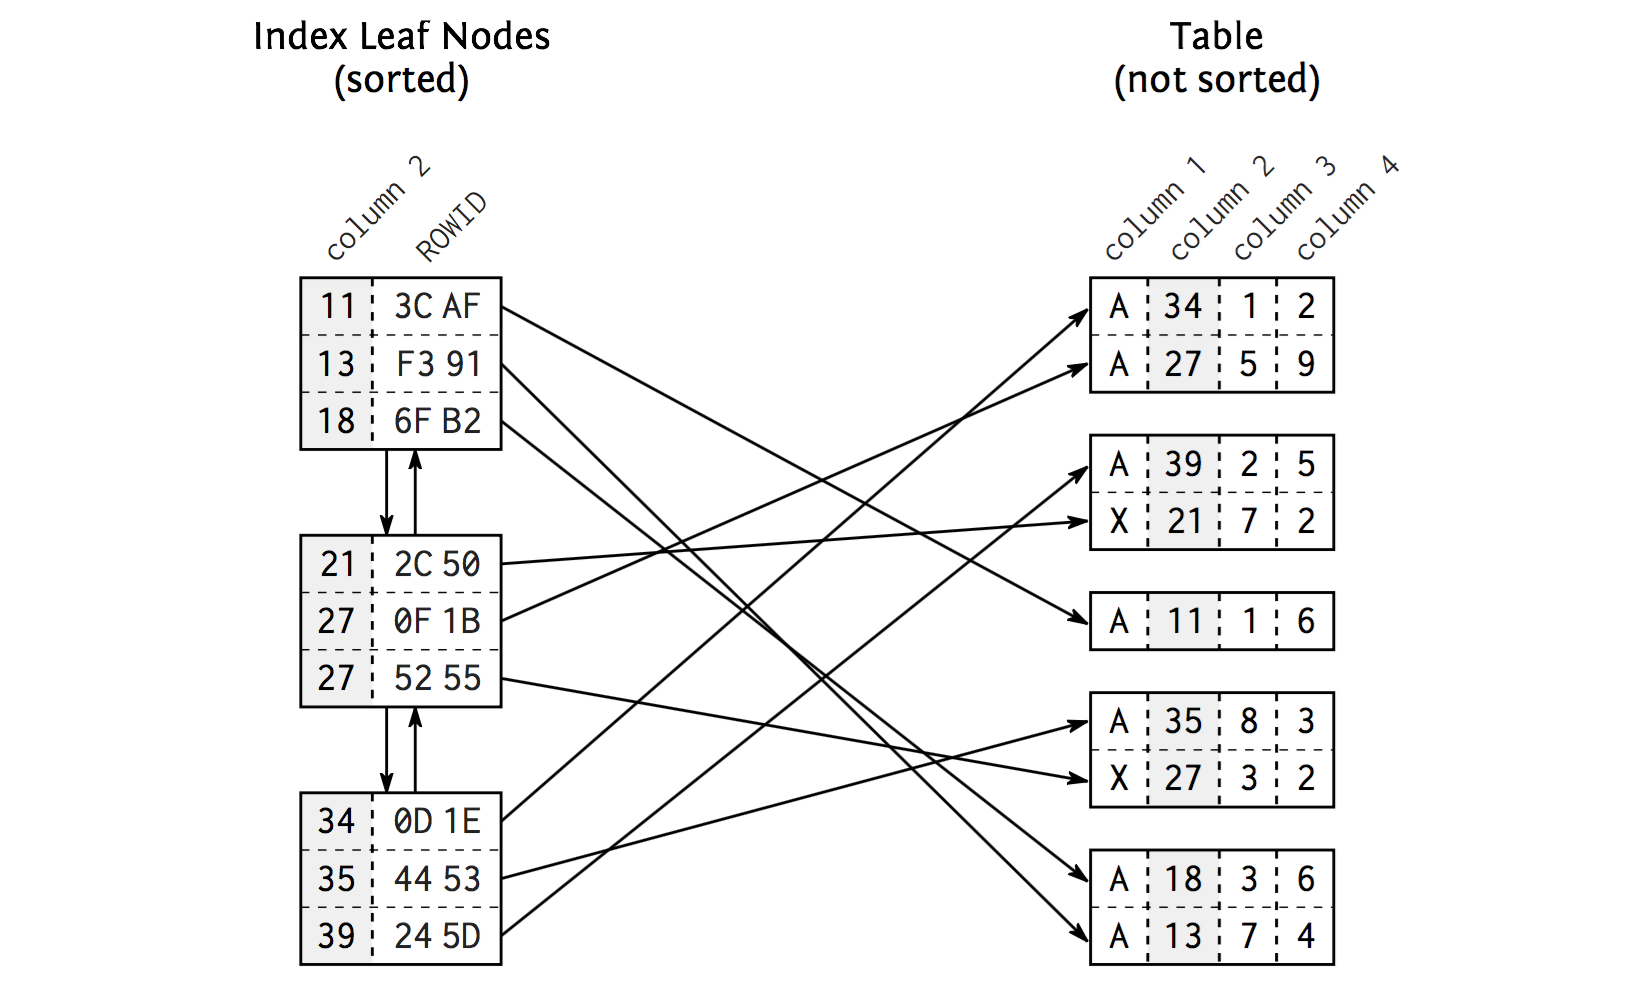 Index Leaf Nodes
(sorted)
column 2
ROWID
11 3C AF
13 F3 91
18 6F B2
21 2C 50
27 0F 1B
27 52 55
34 0D 1E
35 44 53
39 24 5D
Table
(not sorted)
column 1
column 2
column 3
column 4
A 34 1 2
A 27 5 9
A 39 2 5
X 21 7 2
A 11 1 6
A 35 8 3
X 27 3 2
A 18 3 6
A 13 7 4